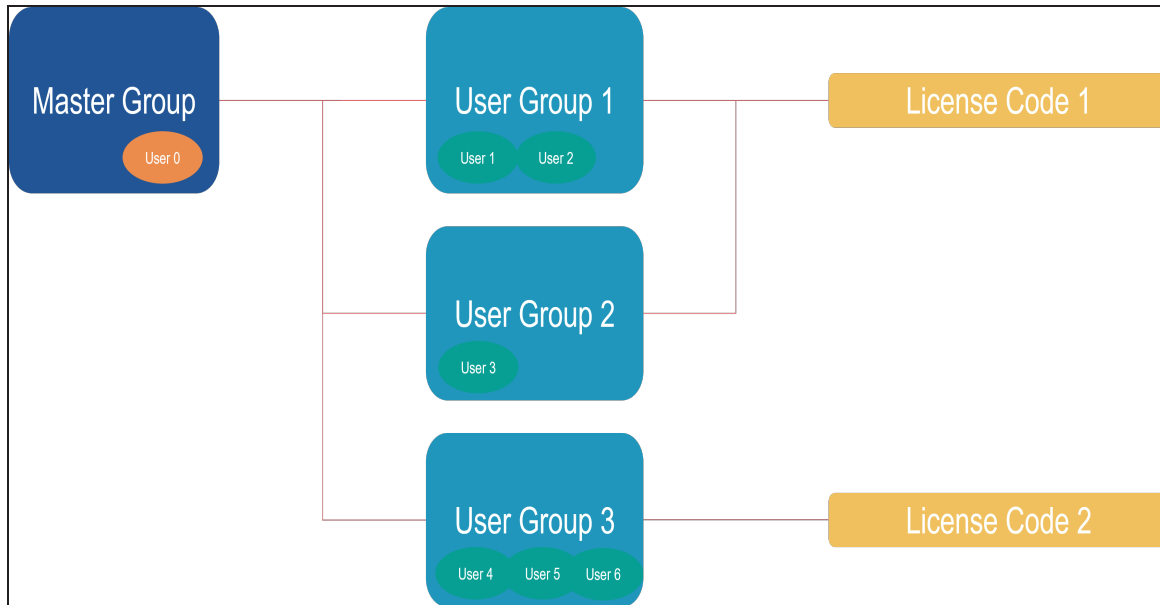 Master Group
User 0
User Group 1
User 1
User 2
License Code 1
User Group 2
User 3
User Group 3
User 4
User 5
User 6
License Code 2